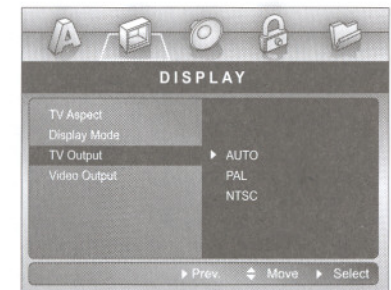 A
DISPLAY
TV Aspect
Display Mode
TV Output
Video Output
AUTO
PAL
NTSC
Prev. Move Select